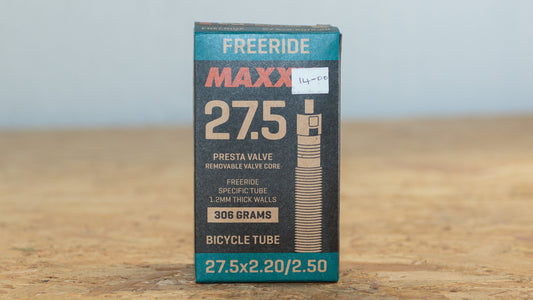 FREERIDE
MAXX
14-00
27.5
PRESTA VALVE
REMOVABLE VALVE CORE
FREERIDE
SPECIFIC TUBE
1.2MM THICK WALLS
306 GRAMS
BICYCLE TUBE
27.5x2.20/2.50